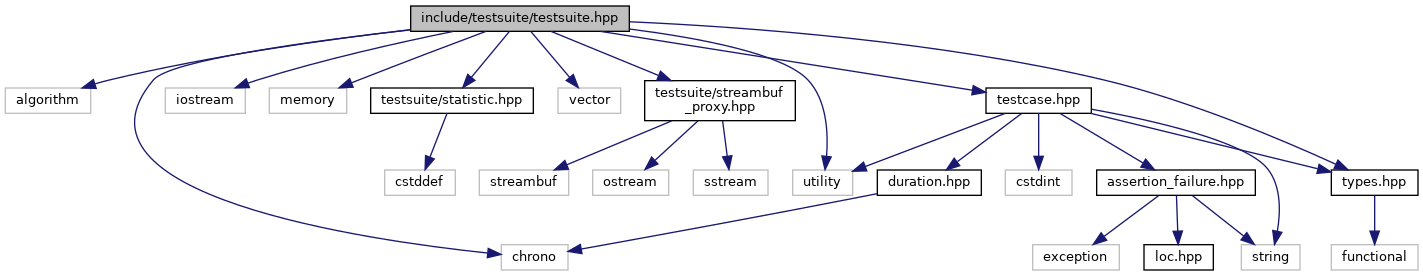 include/testsuite/testsuite.hpp
algorithm
iostream
memory
testsuite/statistic.hpp
vector
testsuite/streambuf
_proxy.hpp
testcase.hpp
cstddef
streambuf
ostream
sstream
utility
duration.hpp
cstdint
assertion_failure.hpp
types.hpp
chrono
exception
loc.hpp
string
functional